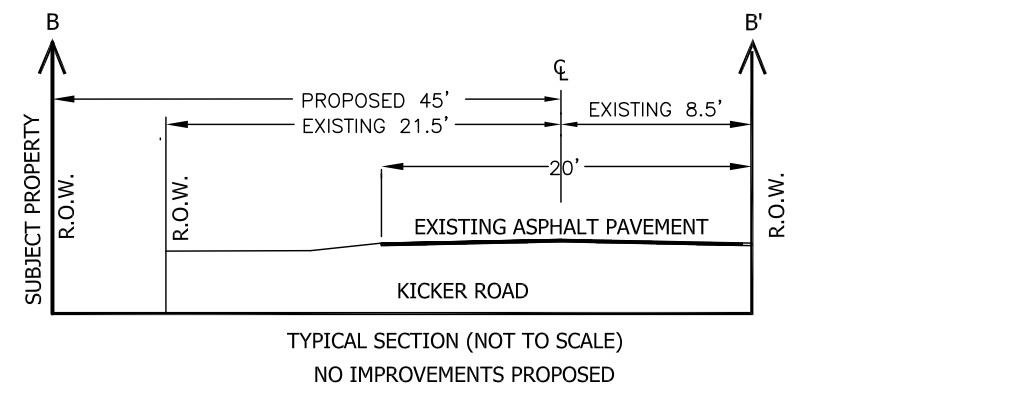 B
B'
℄
PROPOSED 45'
EXISTING 8.5'
EXISTING 21.5'
20'
SUBJECT PROPERTY
R.O.W.
R.O.W.
R.O.W.
EXISTING ASPHALT PAVEMENT
KICKER ROAD
TYPICAL SECTION (NOT TO SCALE)
NO IMPROVEMENTS PROPOSED